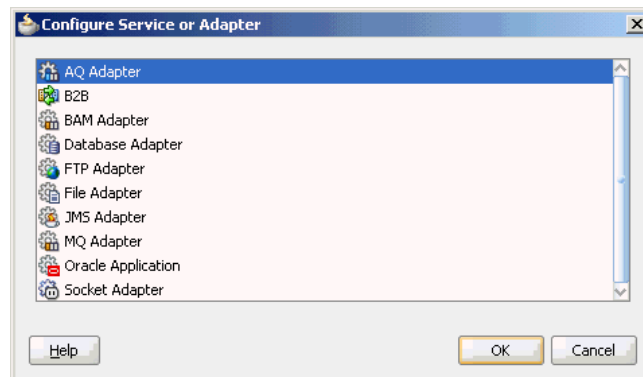 Configure Service or Adapter
AQ Adapter
B2B
BAM Adapter
Database Adapter
FTP Adapter
File Adapter
JMS Adapter
MQ Adapter
Oracle Application
Socket Adapter
Help OK Cancel